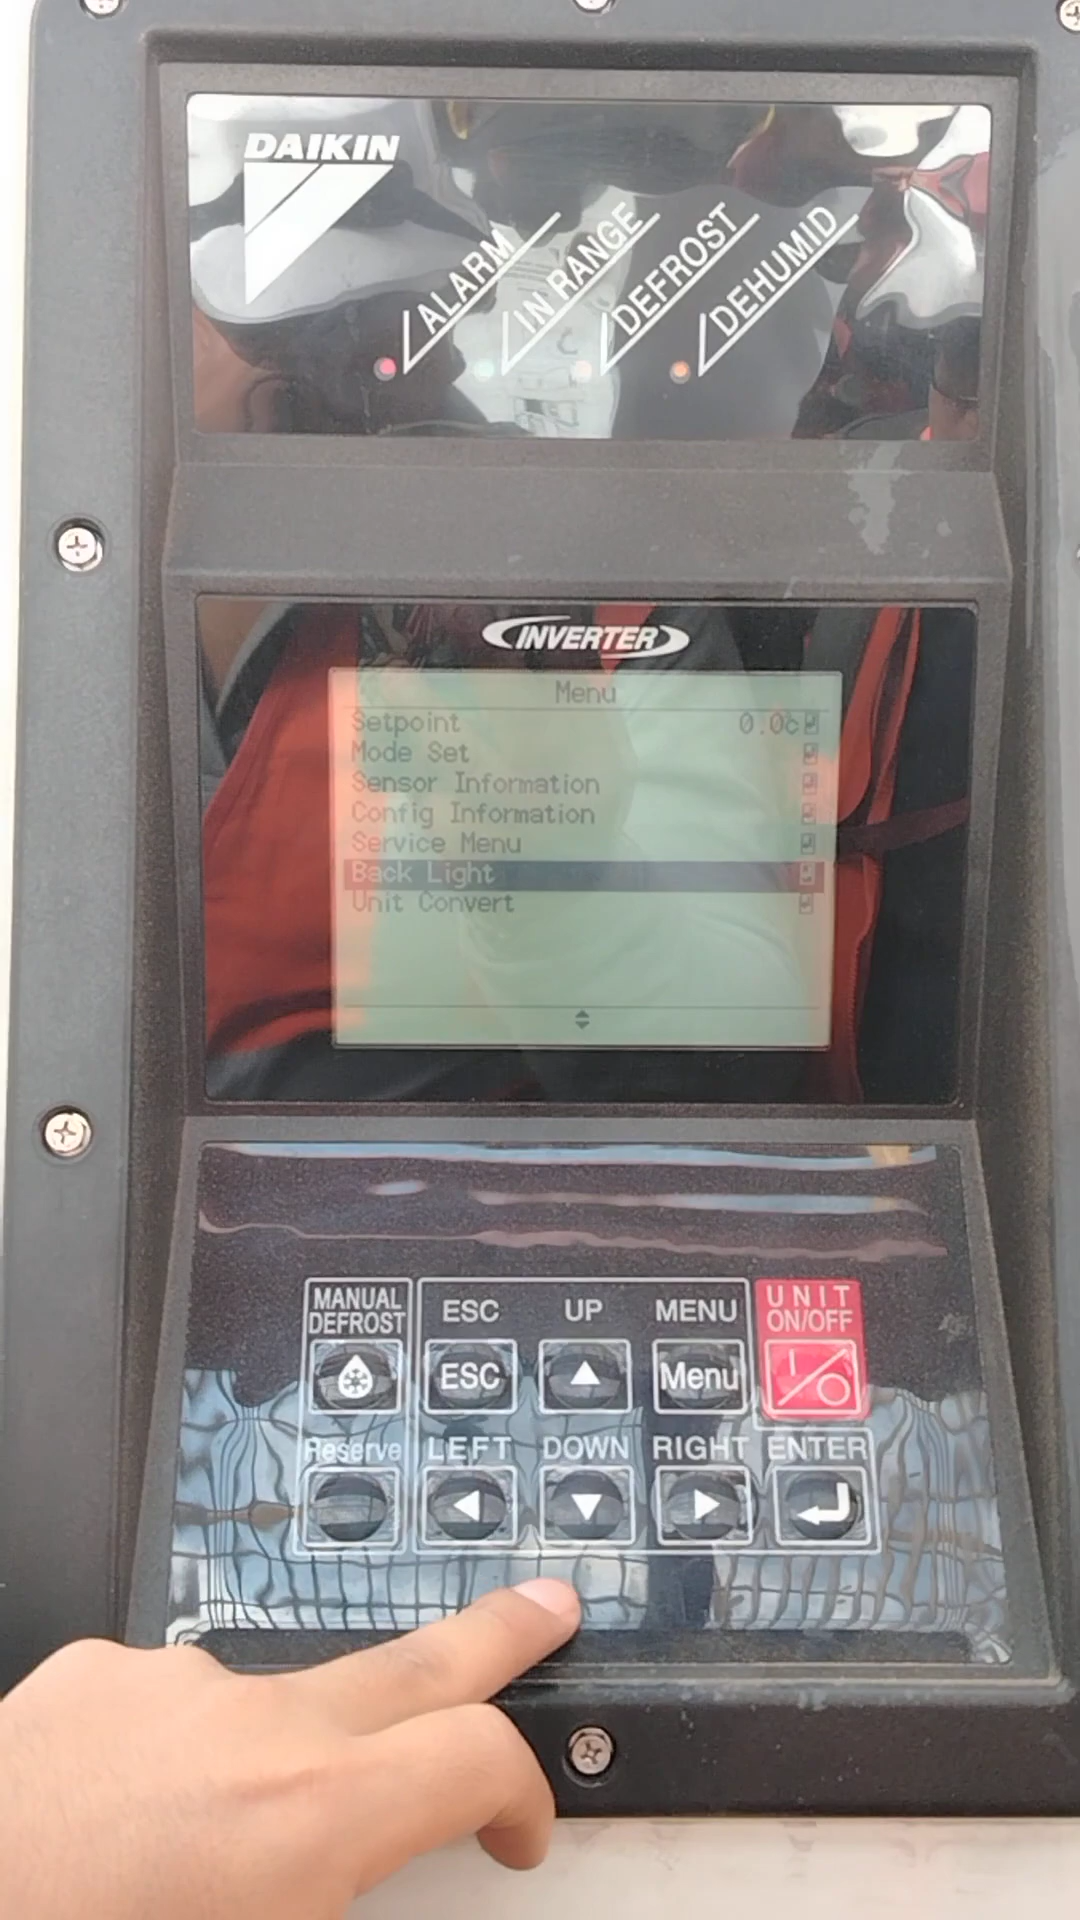 DAIKIN
ALARM
IN RANGE
DEFROST
DEHUMID
INVERTER
Menu
Setpoint 0.0c
Mode Set
Sensor Information
Config Information
Service Menu
Back Light
Unit Convert
MANUAL DEFROST
ESC
UP
MENU
UNIT ON/OFF
ESC
Menu
Reserve
LEFT
DOWN
RIGHT
ENTER